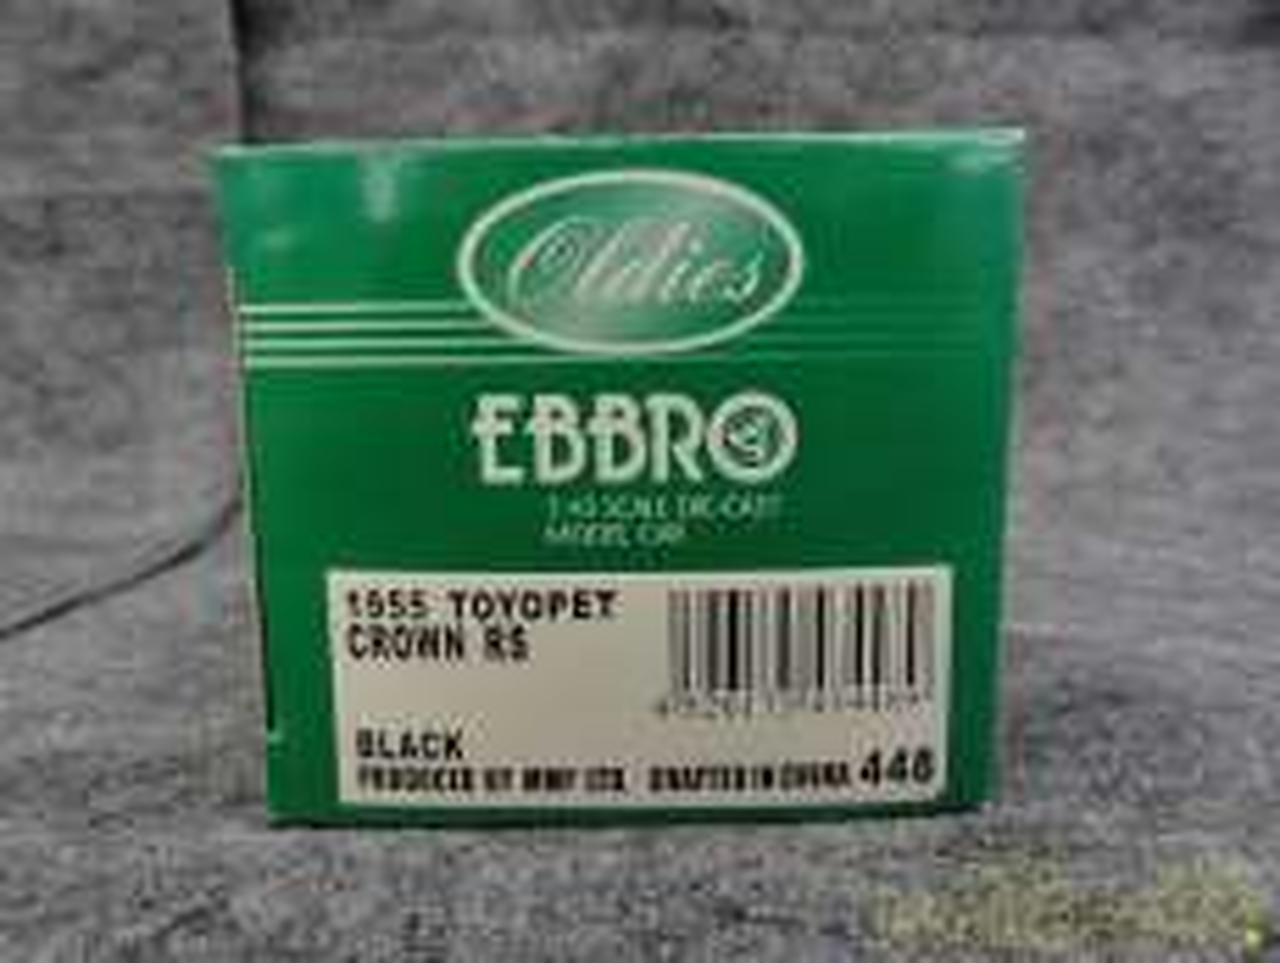 Oldies
EBBRO
1:43 SCALE DIE-CAST
MODEL CAR
1955 TOYOPET
CROWN RS
BLACK
PRODUCED BY MMP LTD. CRAFTED IN CHINA